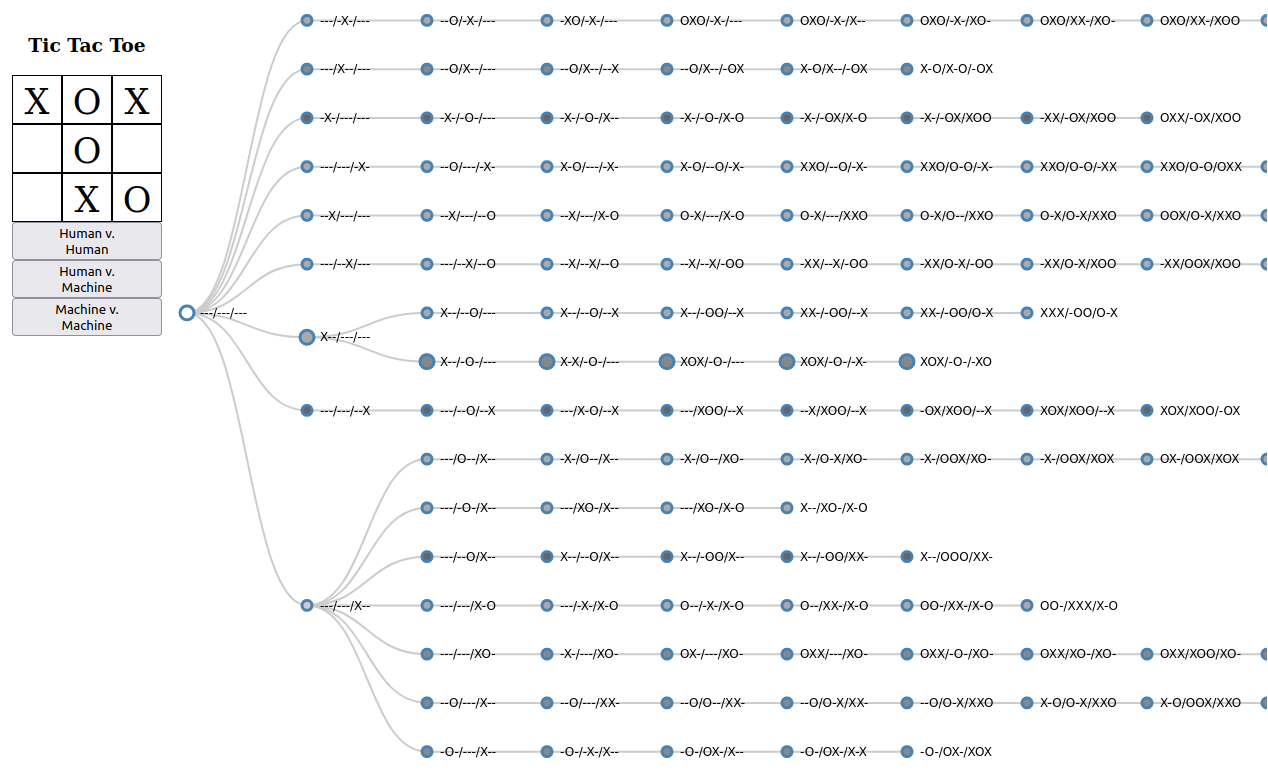 Tic Tac Toe
X O X
O
X O
Human v.
Human
Human v.
Machine
Machine v.
Machine
---/---/---
---/-X-/--- --O/-X-/--- -XO/-X-/--- OXO/-X-/--- OXO/-X-/X-- OXO/-X-/XO- OXO/XX-/XO- OXO/XX-/XOO
---/X--/--- --O/X--/--- --O/X--/--X --O/X--/-OX X-O/X--/-OX X-O/X-O/-OX
-X-/---/--- -X-/-O-/--- -X-/-O-/X-- -X-/-O-/X-O -X-/-OX/X-O -X-/-OX/XOO -XX/-OX/XOO OXX/-OX/XOO
---/---/-X- --O/---/-X- X-O/---/-X- X-O/--O/-X- XXO/--O/-X- XXO/O-O/-X- XXO/O-O/-XX XXO/O-O/OXX
--X/---/--- --X/---/--O --X/---/X-O O-X/---/X-O O-X/---/XXO O-X/O--/XXO O-X/O-X/XXO OOX/O-X/XXO
---/--X/--- ---/--X/--O --X/--X/--O --X/--X/-OO -XX/--X/-OO -XX/O-X/-OO -XX/O-X/XOO -XX/OOX/XOO
X--/--O/--- X--/--O/--X X--/-OO/--X XX-/-OO/--X XX-/-OO/O-X XXX/-OO/O-X
X--/---/---
X--/-O-/--- X-X/-O-/--- XOX/-O-/--- XOX/-O-/-X- XOX/-O-/-XO
---/---/--X ---/--O/--X ---/X-O/--X ---/XOO/--X --X/XOO/--X -OX/XOO/--X XOX/XOO/--X XOX/XOO/-OX
---/O--/X-- -X-/O--/X-- -X-/O--/XO- -X-/O-X/XO- -X-/OOX/XO- -X-/OOX/XOX OX-/OOX/XOX
---/-O-/X-- ---/XO-/X-- ---/XO-/X-O X--/XO-/X-O
---/--O/X-- X--/--O/X-- X--/-OO/X-- X--/-OO/XX- X--/OOO/XX-
---/---/X-- ---/---/X-O ---/-X-/X-O O--/-X-/X-O O--/XX-/X-O OO-/XX-/X-O OO-/XXX/X-O
---/---/XO- -X-/---/XO- OX-/---/XO- OXX/---/XO- OXX/-O-/XO- OXX/XO-/XO- OXX/XOO/XO-
--O/---/X-- --O/---/XX- --O/O--/XX- --O/O-X/XX- --O/O-X/XXO X-O/O-X/XXO X-O/OOX/XXO
-O-/---/X-- -O-/-X-/X-- -O-/OX-/X-- -O-/OX-/X-X -O-/OX-/XOX